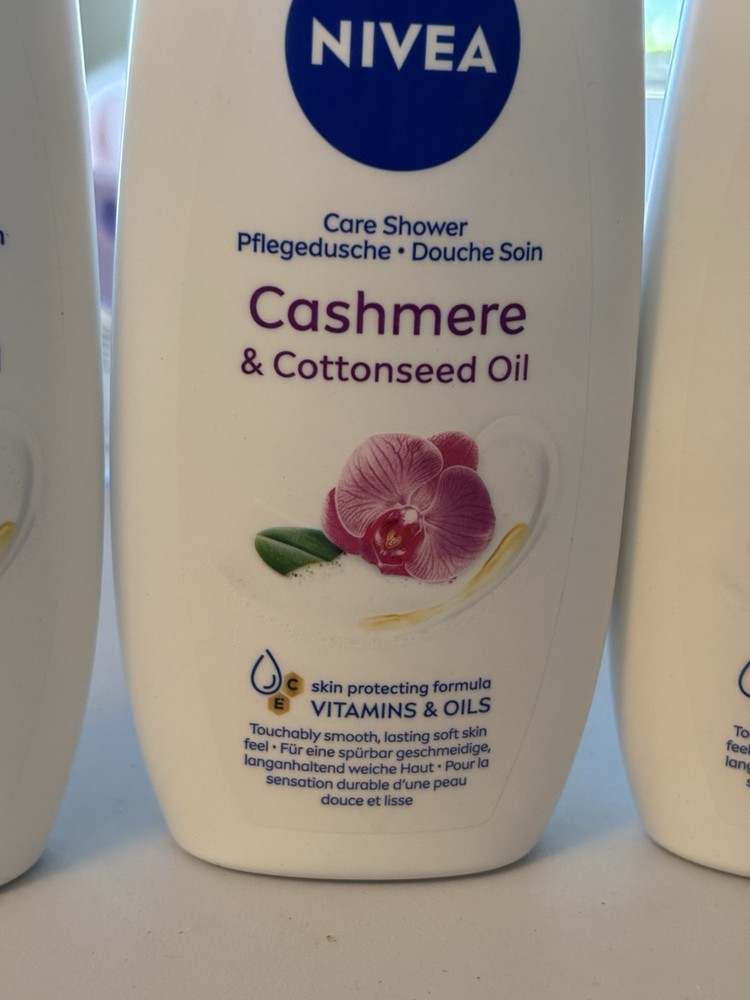 NIVEA
Care Shower
Pflegedusche • Douche Soin
Cashmere
& Cottonseed Oil
C
E
skin protecting formula
VITAMINS & OILS
Touchably smooth, lasting soft skin
feel • Für eine spürbar geschmeidige,
langanhaltend weiche Haut • Pour la
sensation durable d'une peau
douce et lisse